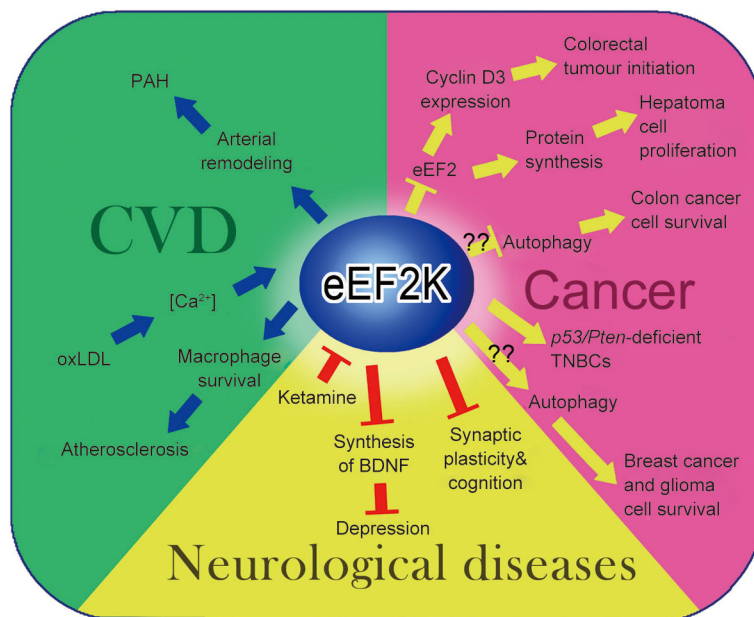 PAH
Arterial
remodeling
CVD
[Ca²⁺]
oxLDL
Macrophage
survival
Atherosclerosis
eEF2K
Colorectal
tumour initiation
Cyclin D3
expression
Hepatoma
cell
proliferation
Protein
synthesis
eEF2
Colon cancer
cell survival
?? Autophagy
Cancer
p53/Pten-deficient
TNBCs
??
Autophagy
Breast cancer
and glioma
cell survival
Ketamine
Synthesis
of BDNF
Depression
Synaptic
plasticity&
cognition
Neurological diseases